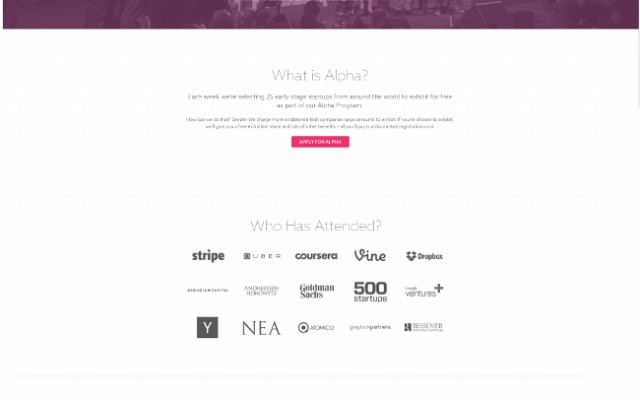 What is Alpha?
Each week we're selecting 25 early stage startups from around the world to exhibit for free
as part of our Alpha Program.
How can we do that? Simple! We charge more established tech companies large amounts to exhibit. If you're chosen to exhibit,
we'll give you a free exhibition stand and lots of other benefits – all you'll pay is a discounted registration cost.
APPLY FOR ALPHA
Who Has Attended?
stripe UBER coursera Vine Dropbox
ANDREESSEN HOROWITZ Goldman Sachs 500 startups Google ventures
Y NEA ATOMICO greylockpartners. BESSEMER